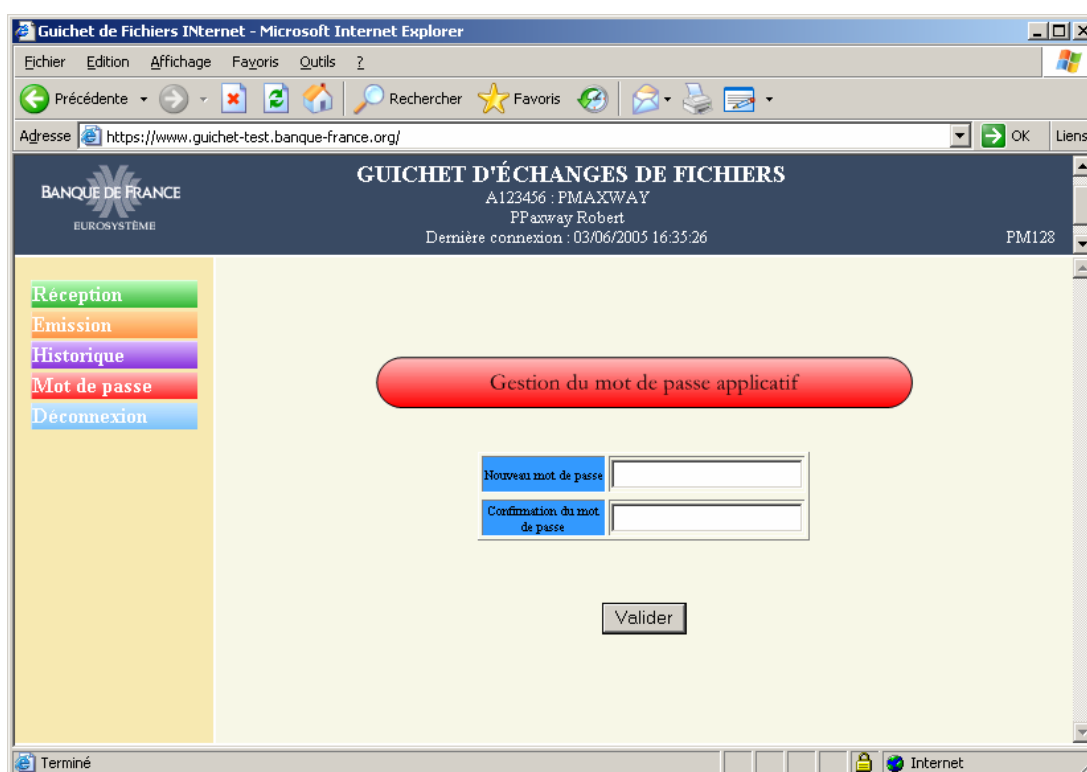 Guichet de Fichiers INternet - Microsoft Internet Explorer
Fichier Edition Affichage Favoris Outils ?
Précédente Rechercher Favoris
Adresse https://www.guichet-test.banque-france.org/ OK Liens
BANQUE DE FRANCE
EUROSYSTÈME
GUICHET D'ÉCHANGES DE FICHIERS
A123456 : PMAXWAY
PPaxway Robert
Dernière connexion : 03/06/2005 16:35:26
PM128
Réception
Emission
Historique
Mot de passe
Déconnexion
Gestion du mot de passe applicatif
Nouveau mot de passe
Confirmation du mot
de passe
Valider
Terminé
Internet